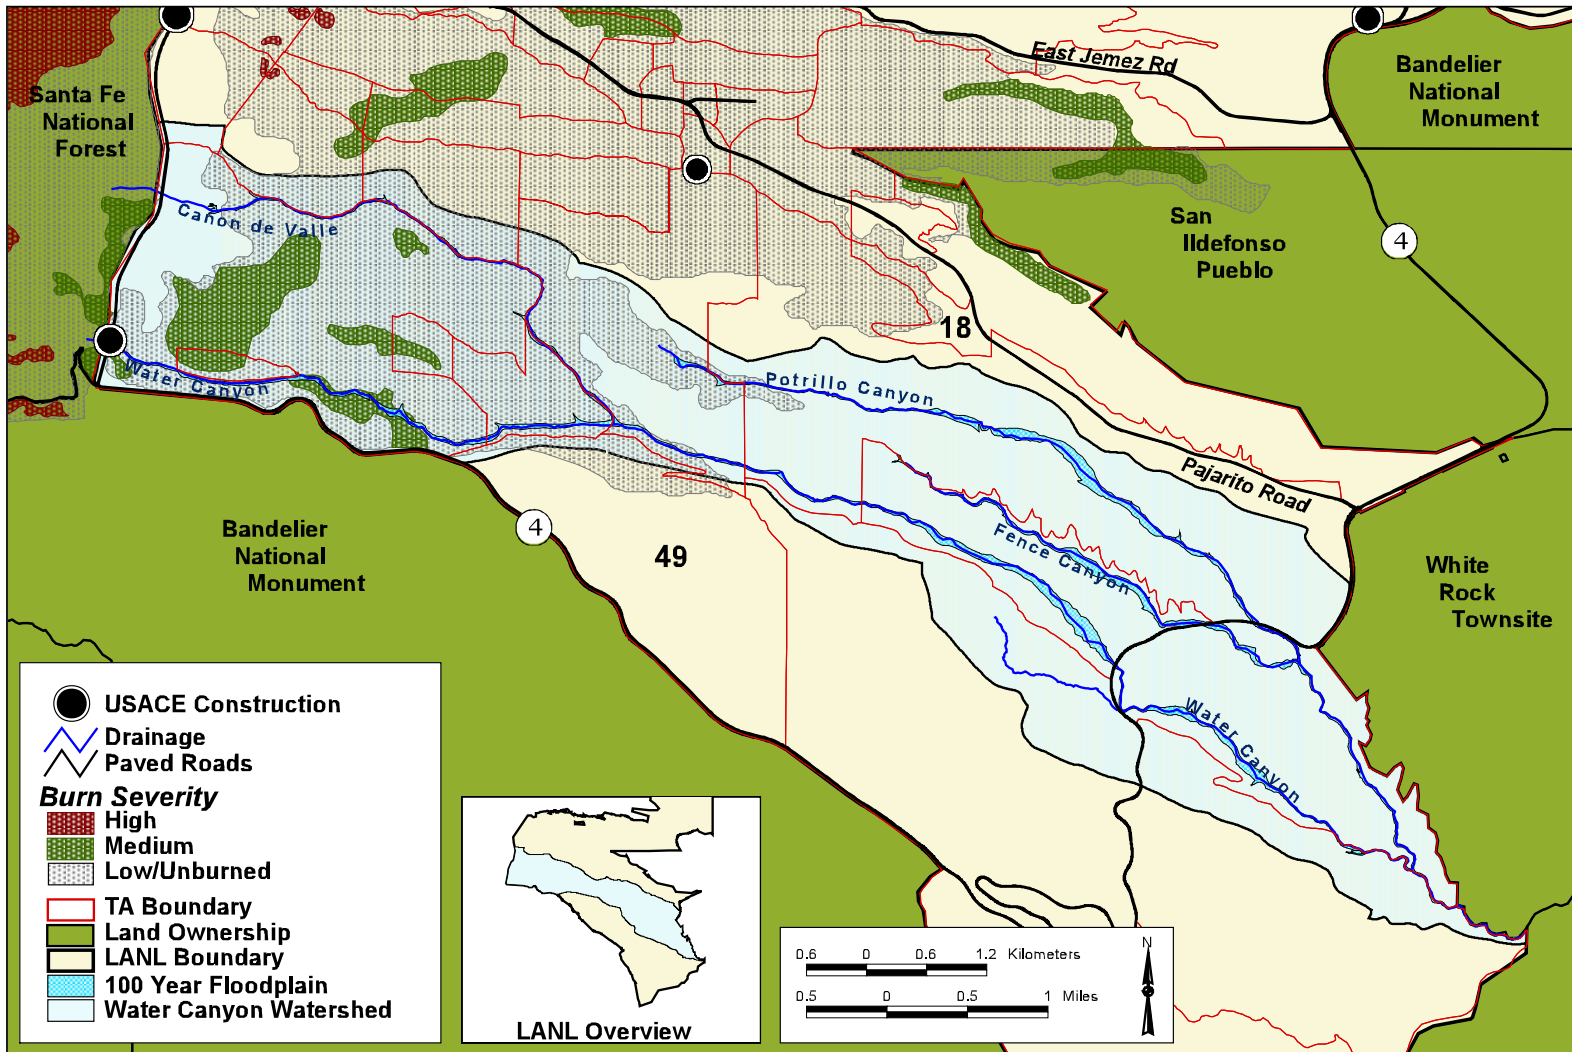 East Jemez Rd
Bandelier
National
Monument
Santa Fe
National
Forest
Cañon de Valle
San
Ildefonso
Pueblo
4
18
Water Canyon
Potrillo Canyon
Pajarito Road
Bandelier
National
Monument
4
49
Fence Canyon
White
Rock
Townsite
Water Canyon
USACE Construction
Drainage
Paved Roads
Burn Severity
High
Medium
Low/Unburned
TA Boundary
Land Ownership
LANL Boundary
100 Year Floodplain
Water Canyon Watershed
LANL Overview
0.6 0 0.6 1.2 Kilometers
0.5 0 0.5 1 Miles
N